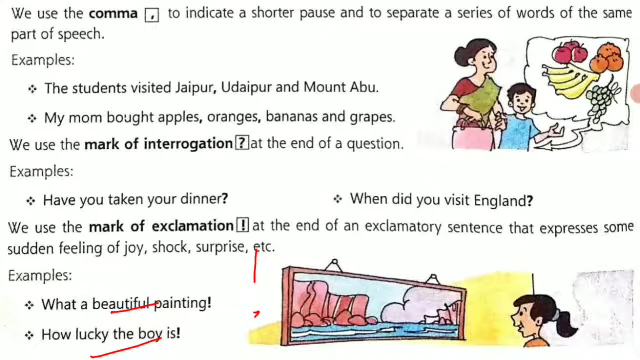 We use the comma , to indicate a shorter pause and to separate a series of words of the same
part of speech.
Examples:
❖ The students visited Jaipur, Udaipur and Mount Abu.
❖ My mom bought apples, oranges, bananas and grapes.
We use the mark of interrogation ? at the end of a question.
Examples:
❖ Have you taken your dinner? ❖ When did you visit England?
We use the mark of exclamation ! at the end of an exclamatory sentence that expresses some
sudden feeling of joy, shock, surprise, etc.
Examples:
❖ What a beautiful painting!
❖ How lucky the boy is!